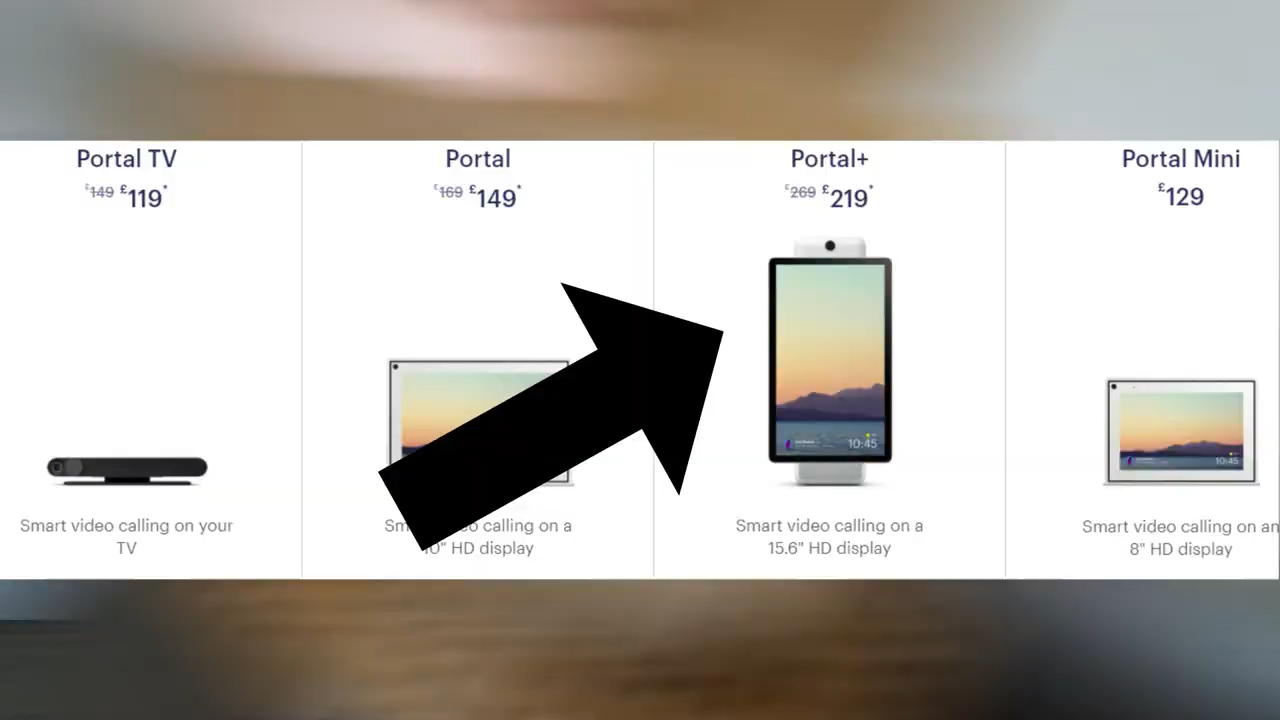 Portal TV
£149 £119*
Smart video calling on your
TV
Portal
£169 £149*
calling on a
HD display
Portal+
£269 £219*
10:45
Smart video calling on a
15.6" HD display
Portal Mini
£129
10:45
Smart video calling on an
8" HD display